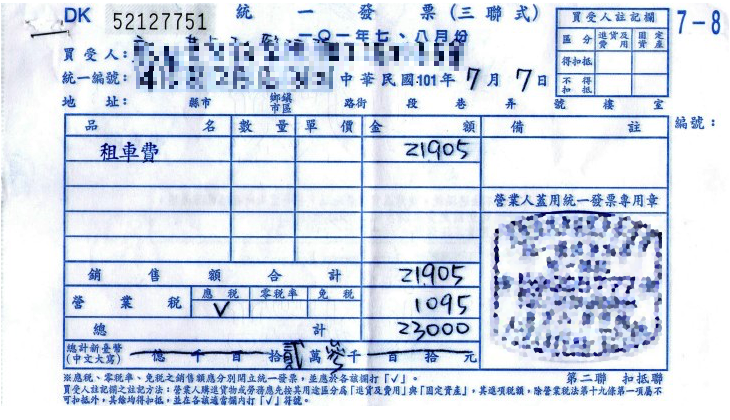 DK 52127751 統一發票(三聯式)
一〇一年七、八月份
7-8
買受人註記欄
區分 進貨及費用 固定資產
得扣抵
不得扣抵
買受人:
統一編號: 中華民國101年7月7日
地址: 縣市 鄉鎮市區 路街 段 巷 弄 號 樓 室
品名 數量 單價 金額 備註 編號:
租車費 21905
營業人蓋用統一發票專用章
銷售額合計 21905
營業稅 應稅 零稅率 免稅 1095
√
總計 23000
總計新臺幣(中文大寫) 億 千 百 拾貳萬參千 百 拾 元
第二聯 扣抵聯
※應稅、零稅率、免稅之銷售額應分別開立統一發票,並應於各該欄打「√」。
買受人註記欄之註記方法:營業人購進貨物或勞務應先按其用途區分為「進貨及費用」與「固定資產」,其進項稅額,除營業稅法第十九條第一項屬不
可扣抵外,其餘均得扣抵,並在各該適當欄內打「√」符號。